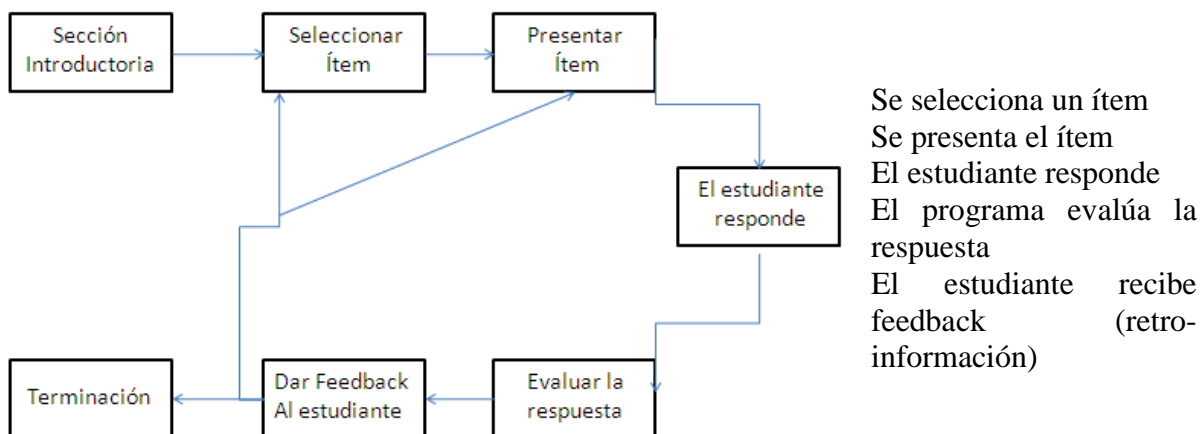 Sección
Introductoria
Seleccionar
Ítem
Presentar
Ítem
El estudiante
responde
Terminación
Dar Feedback
Al estudiante
Evaluar la
respuesta
Se selecciona un ítem
Se presenta el ítem
El estudiante responde
El programa evalúa la
respuesta
El estudiante recibe
feedback (retro-
información)